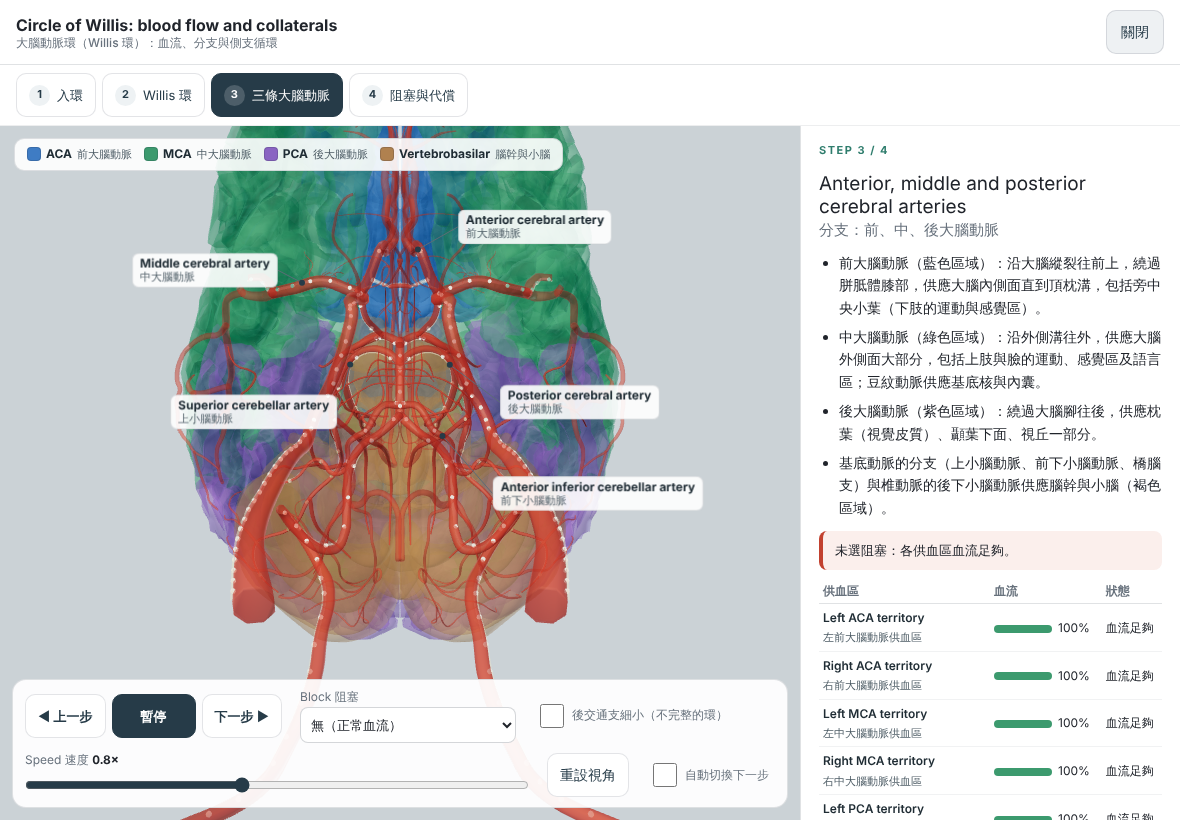 Circle of Willis: blood flow and collaterals
大腦動脈環（Willis 環）：血流、分支與側支循環
關閉
1 入環
2 Willis 環
3 三條大腦動脈
4 阻塞與代償
ACA 前大腦動脈 MCA 中大腦動脈 PCA 後大腦動脈 Vertebrobasilar 腦幹與小腦
Anterior cerebral artery
前大腦動脈
Middle cerebral artery
中大腦動脈
Posterior cerebral artery
後大腦動脈
Superior cerebellar artery
上小腦動脈
Anterior inferior cerebellar artery
前下小腦動脈
◀ 上一步
暫停
下一步 ▶
Block 阻塞
無（正常血流）
後交通支細小（不完整的環）
Speed 速度 0.8×
重設視角
自動切換下一步
STEP 3 / 4
Anterior, middle and posterior
cerebral arteries
分支：前、中、後大腦動脈
前大腦動脈（藍色區域）：沿大腦縱裂往前上，繞過
胼胝體膝部，供應大腦內側面直到頂枕溝，包括旁中
央小葉（下肢的運動與感覺區）。
中大腦動脈（綠色區域）：沿外側溝往外，供應大腦
外側面大部分，包括上肢與臉的運動、感覺區及語言
區；豆紋動脈供應基底核與內囊。
後大腦動脈（紫色區域）：繞過大腦腳往後，供應枕
葉（視覺皮質）、顳葉下面、視丘一部分。
基底動脈的分支（上小腦動脈、前下小腦動脈、橋腦
支）與椎動脈的後下小腦動脈供應腦幹與小腦（褐色
區域）。
未選阻塞：各供血區血流足夠。
供血區 血流 狀態
Left ACA territory
左前大腦動脈供血區
100% 血流足夠
Right ACA territory
右前大腦動脈供血區
100% 血流足夠
Left MCA territory
左中大腦動脈供血區
100% 血流足夠
Right MCA territory
右中大腦動脈供血區
100% 血流足夠
Left PCA territory
100% 血流足夠